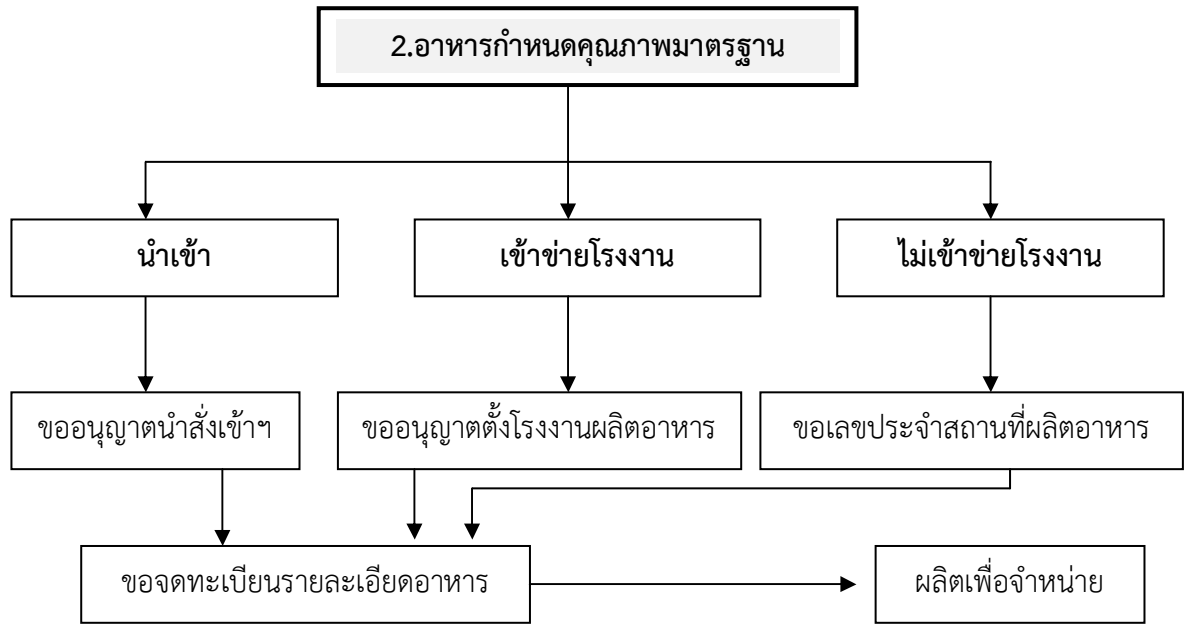 2.อาหารกำหนดคุณภาพมาตรฐาน
นำเข้า
เข้าข่ายโรงงาน
ไม่เข้าข่ายโรงงาน
ขออนุญาตนำสั่งเข้าฯ
ขออนุญาตตั้งโรงงานผลิตอาหาร
ขอเลขประจำสถานที่ผลิตอาหาร
ขอจดทะเบียนรายละเอียดอาหาร
ผลิตเพื่อจำหน่าย